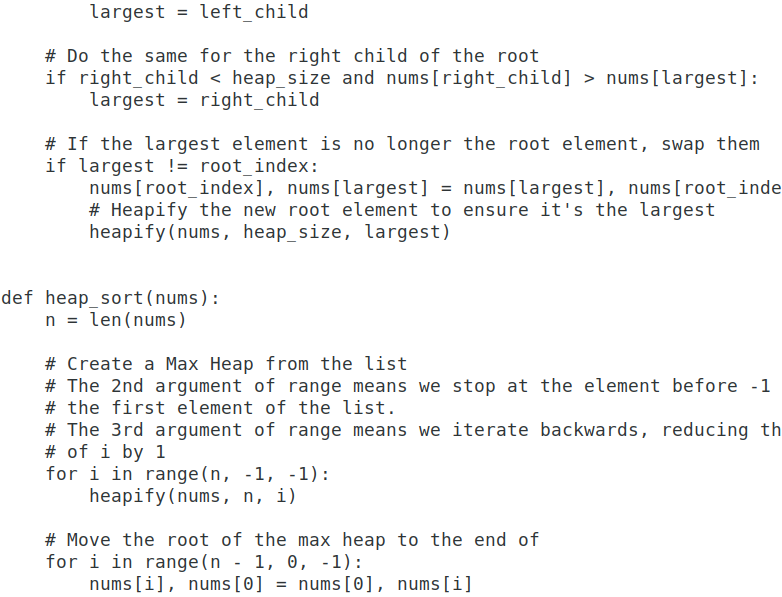 largest = left_child

    # Do the same for the right child of the root
    if right_child < heap_size and nums[right_child] > nums[largest]:
        largest = right_child

    # If the largest element is no longer the root element, swap them
    if largest != root_index:
        nums[root_index], nums[largest] = nums[largest], nums[root_inde
        # Heapify the new root element to ensure it's the largest
        heapify(nums, heap_size, largest)


def heap_sort(nums):
    n = len(nums)

    # Create a Max Heap from the list
    # The 2nd argument of range means we stop at the element before -1
    # the first element of the list.
    # The 3rd argument of range means we iterate backwards, reducing th
    # of i by 1
    for i in range(n, -1, -1):
        heapify(nums, n, i)

    # Move the root of the max heap to the end of
    for i in range(n - 1, 0, -1):
        nums[i], nums[0] = nums[0], nums[i]